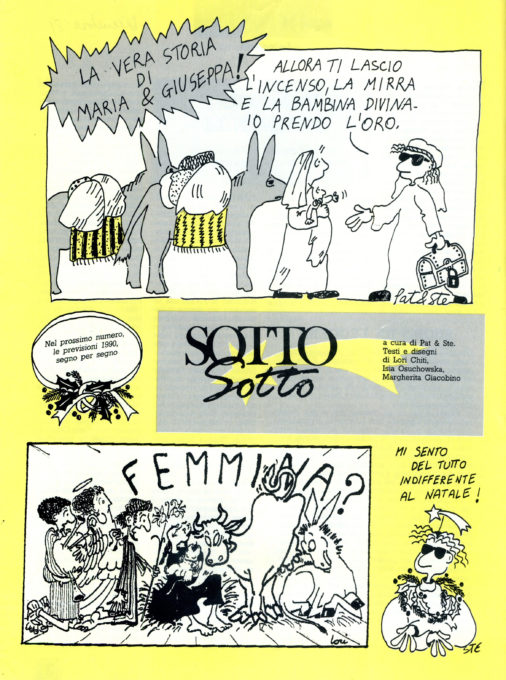 LA VERA STORIA
DI
MARIA & GIUSEPPA!
ALLORA TI LASCIO
L'INCENSO, LA MIRRA
E LA BAMBINA DIVINA-
IO PRENDO L'ORO.
Pat & Ste
Nel prossimo numero,
le previsioni 1990,
segno per segno
SOTTO
Sotto
a cura di Pat & Ste.
Testi e disegni
di Lori Chiti,
Isia Osuchowska,
Margherita Giacobino
FEMMINA?
lori
MI SENTO
DEL TUTTO
INDIFFERENTE
AL NATALE!
STE